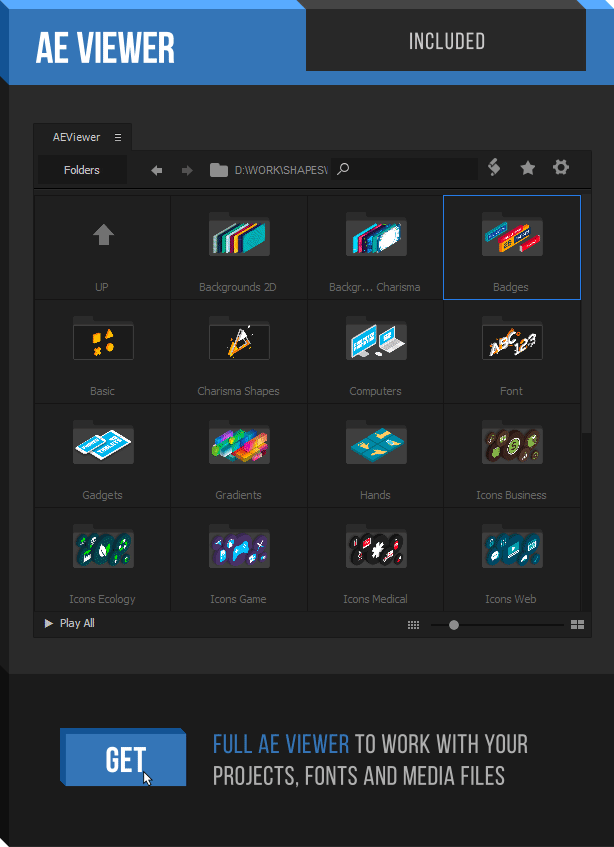 AE VIEWER
INCLUDED
AEViewer
Folders
D:\WORK\SHAPES\
UP
Backgrounds 2D
Backgr... Charisma
Badges
Basic
Charisma Shapes
Computers
Font
ABC
123
Gadgets
Gradients
Hands
Icons Business
Icons Ecology
Icons Game
Icons Medical
Icons Web
Play All
GET
FULL AE VIEWER TO WORK WITH YOUR
PROJECTS, FONTS AND MEDIA FILES